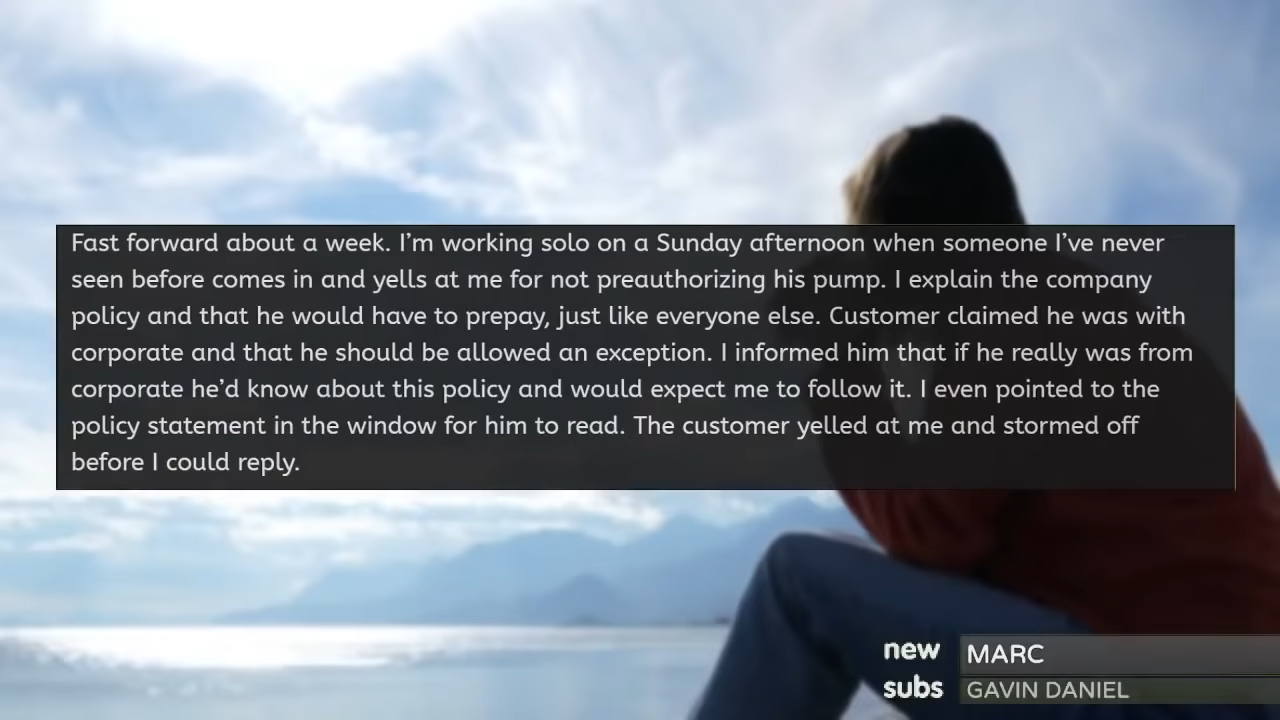 Fast forward about a week. I’m working solo on a Sunday afternoon when someone I’ve never
seen before comes in and yells at me for not preauthorizing his pump. I explain the company
policy and that he would have to prepay, just like everyone else. Customer claimed he was with
corporate and that he should be allowed an exception. I informed him that if he really was from
corporate he’d know about this policy and would expect me to follow it. I even pointed to the
policy statement in the window for him to read. The customer yelled at me and stormed off
before I could reply.
new MARC
subs GAVIN DANIEL